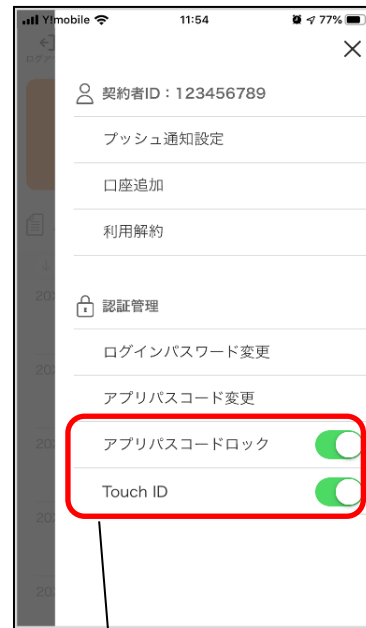 Y!mobile 11:54 77%
契約者ID：123456789
プッシュ通知設定
口座追加
利用解約
認証管理
ログインパスワード変更
アプリパスコード変更
アプリパスコードロック
Touch ID